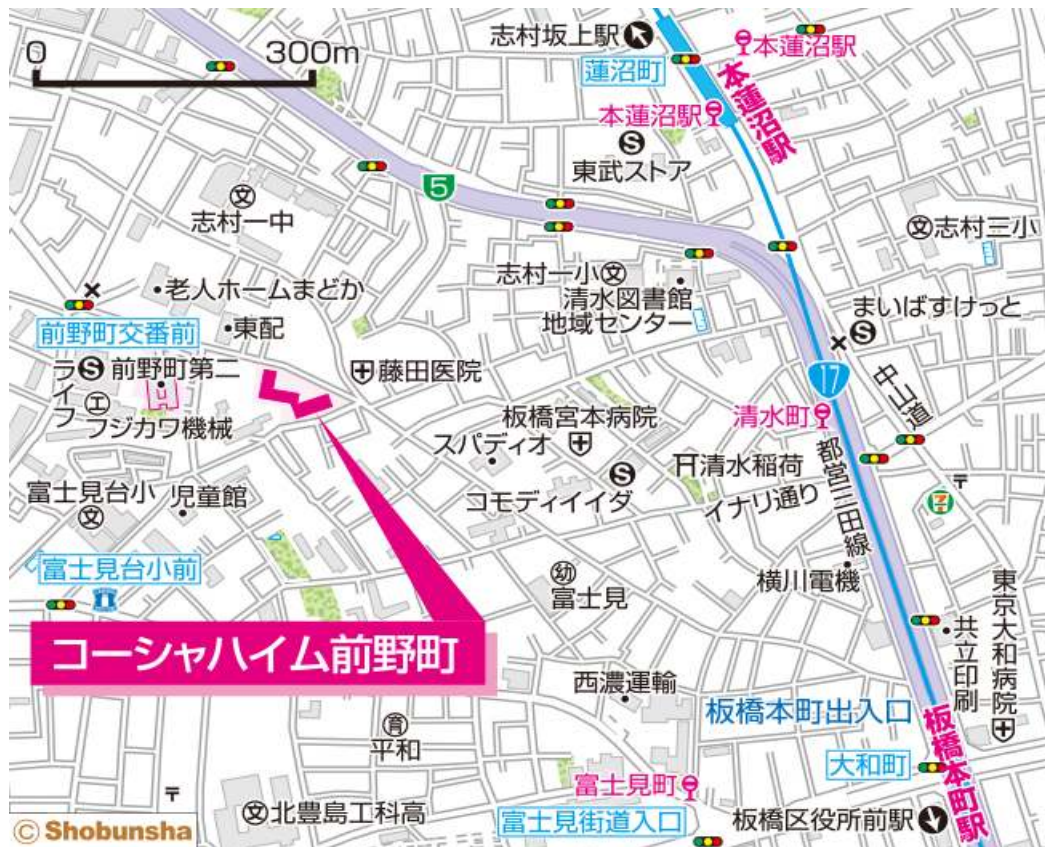 0 300m
志村坂上駅
蓮沼町
本蓮沼駅
本蓮沼駅
本蓮沼駅
S
東武ストア
5
文
志村一中
文志村三小
志村一小文
清水図書館
地域センター
老人ホームまどか
東配
前野町交番前
まいばすけっと
S
ライフ
S
前野町第二
工
フジカワ機械
藤田医院
17
中山道
清水町
板橋宮本病院
スパディオ
S
コモディイイダ
清水稲荷
イナリ通り
都営三田線
〒
7
富士見台小
文
児童館
富士見台小前
幼
富士見
横川電機
東京大和病院
共立印刷
コーシャハイム前野町
西濃運輸
板橋本町出入口
板橋本町駅
育
平和
大和町
富士見町
〒
文北豊島工科高
富士見街道入口
板橋区役所前駅
© Shobunsha